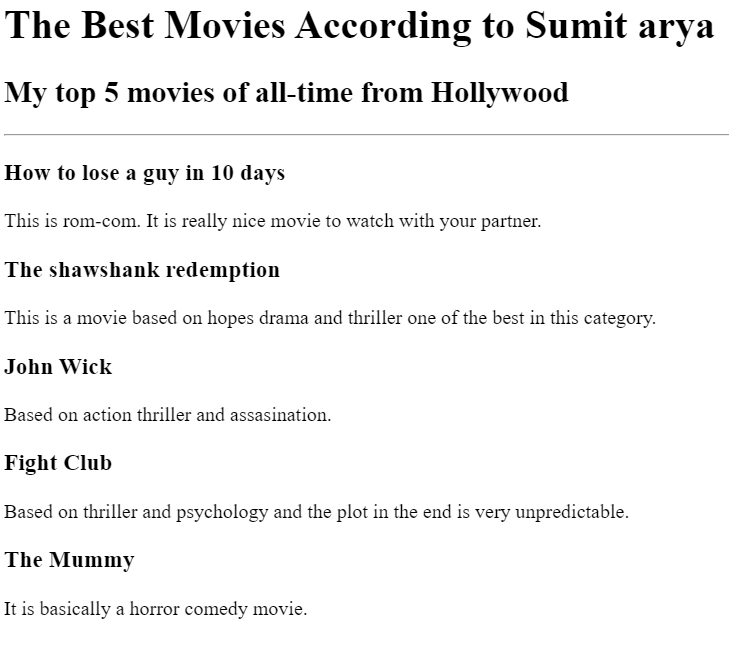 The Best Movies According to Sumit arya
My top 5 movies of all-time from Hollywood
How to lose a guy in 10 days
This is rom-com. It is really nice movie to watch with your partner.
The shawshank redemption
This is a movie based on hopes drama and thriller one of the best in this category.
John Wick
Based on action thriller and assasination.
Fight Club
Based on thriller and psychology and the plot in the end is very unpredictable.
The Mummy
It is basically a horror comedy movie.